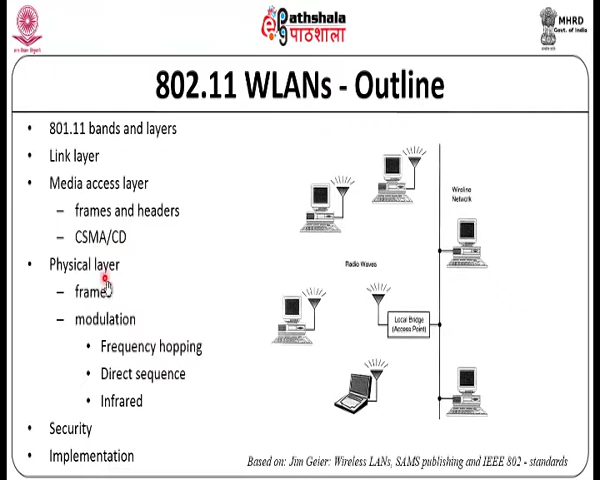 ePathshala
पाठशाला
MHRD
Govt. of India
802.11 WLANs - Outline
• 801.11 bands and layers
• Link layer
• Media access layer
– frames and headers
– CSMA/CD
• Physical layer
– frames
– modulation
• Frequency hopping
• Direct sequence
• Infrared
• Security
• Implementation
Wireline
Network
Radio Waves
Local Bridge
(Access Point)
Based on: Jim Geier: Wireless LANs, SAMS publishing and IEEE 802 - standards